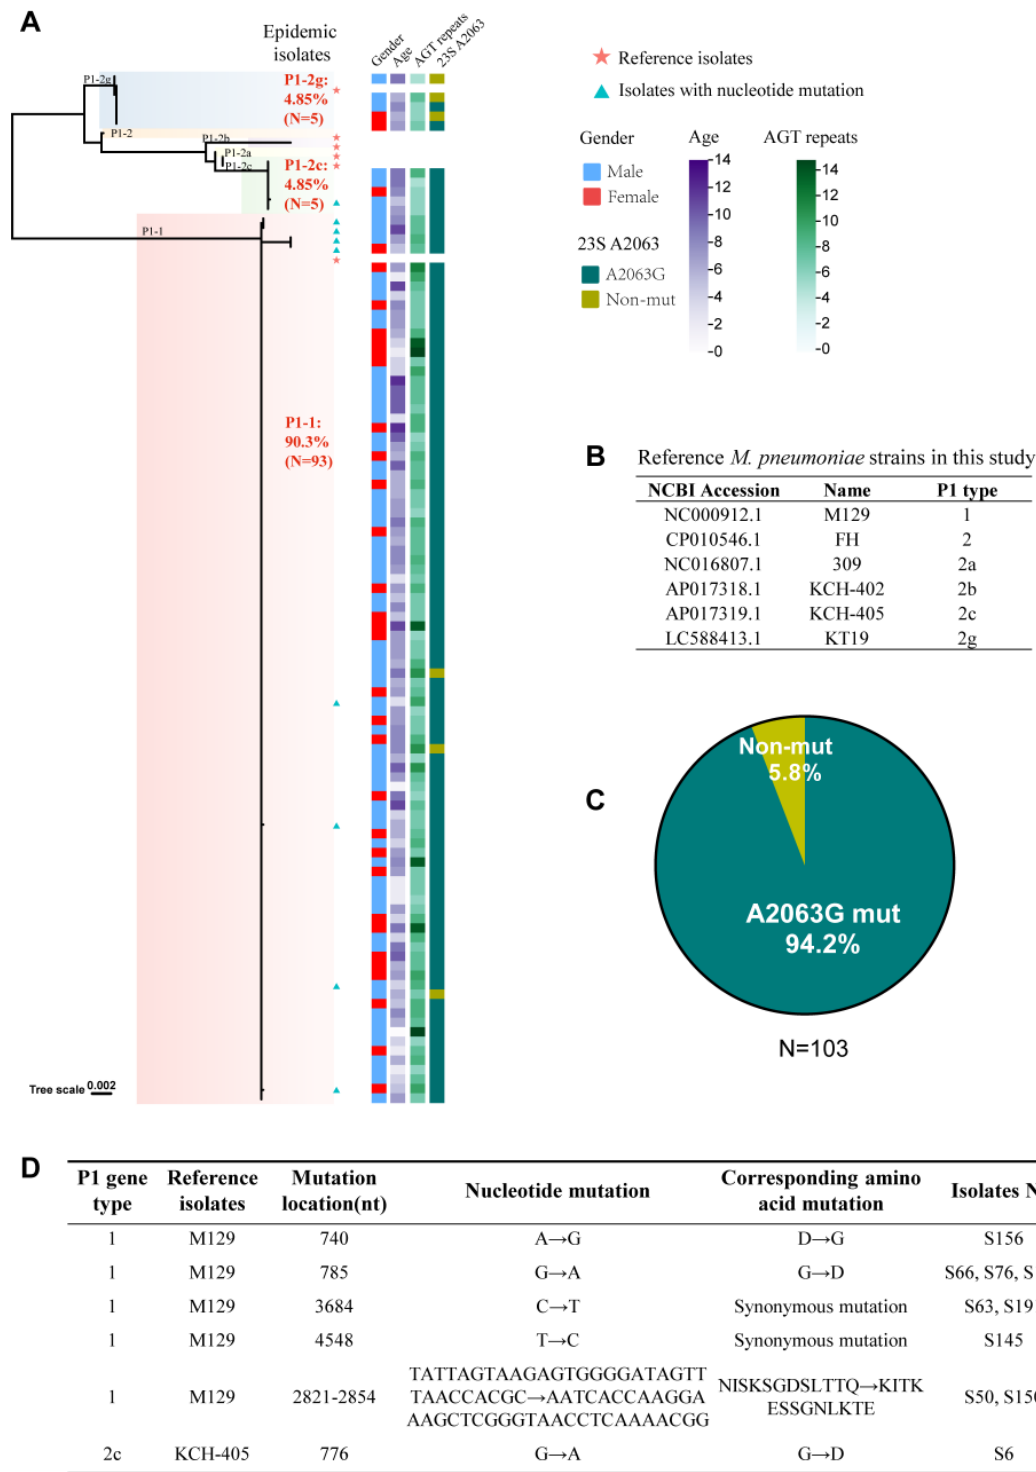 A
Epidemic
isolates
Gender
Age
AGT repeats
23S A2063
P1-2g
P1-2g:
4.85%
(N=5)
P1-2
P1-2b
P1-2a
P1-2c
P1-2c:
4.85%
(N=5)
P1-1
P1-1:
90.3%
(N=93)
Tree scale 0.002
Reference isolates
Isolates with nucleotide mutation
Gender
Male
Female
23S A2063
A2063G
Non-mut
Age
14
12
10
8
6
4
2
0
AGT repeats
14
12
10
8
6
4
2
0
B
Reference M. pneumoniae strains in this study
NCBI Accession Name P1 type
NC000912.1 M129 1
CP010546.1 FH 2
NC016807.1 309 2a
AP017318.1 KCH-402 2b
AP017319.1 KCH-405 2c
LC588413.1 KT19 2g
C
Non-mut
5.8%
A2063G mut
94.2%
N=103
D
P1 gene type Reference isolates Mutation location(nt) Nucleotide mutation Corresponding amino acid mutation Isolates N
1 M129 740 A→G D→G S156
1 M129 785 G→A G→D S66, S76, S
1 M129 3684 C→T Synonymous mutation S63, S19
1 M129 4548 T→C Synonymous mutation S145
1 M129 2821-2854 TATTAGTAAGAGTGGGGATAGTT
TAACCACGC→AATCACCAAGGA
AAGCTCGGGTAACCTCAAAACGG
NISKSGDSLTTQ→KITK
ESSGNLKTE
S50, S150
2c KCH-405 776 G→A G→D S6